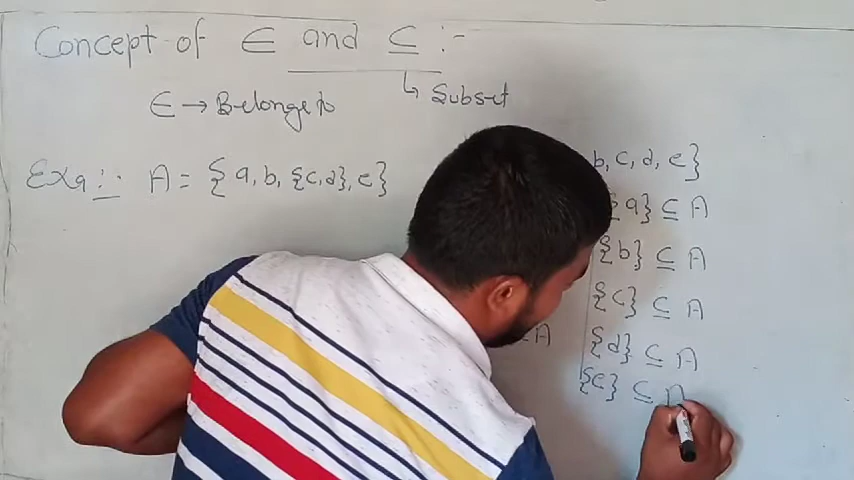 Concept of ∈ and ⊆ :-
∈ → Belongs to
↳ Subset
Exa :: A = {a, b, {c,d}, e}
b, c, d, e}
{a} ⊆ A
{b} ⊆ A
{c} ⊆ A
A
{d} ⊆ A
{e} ⊆ A